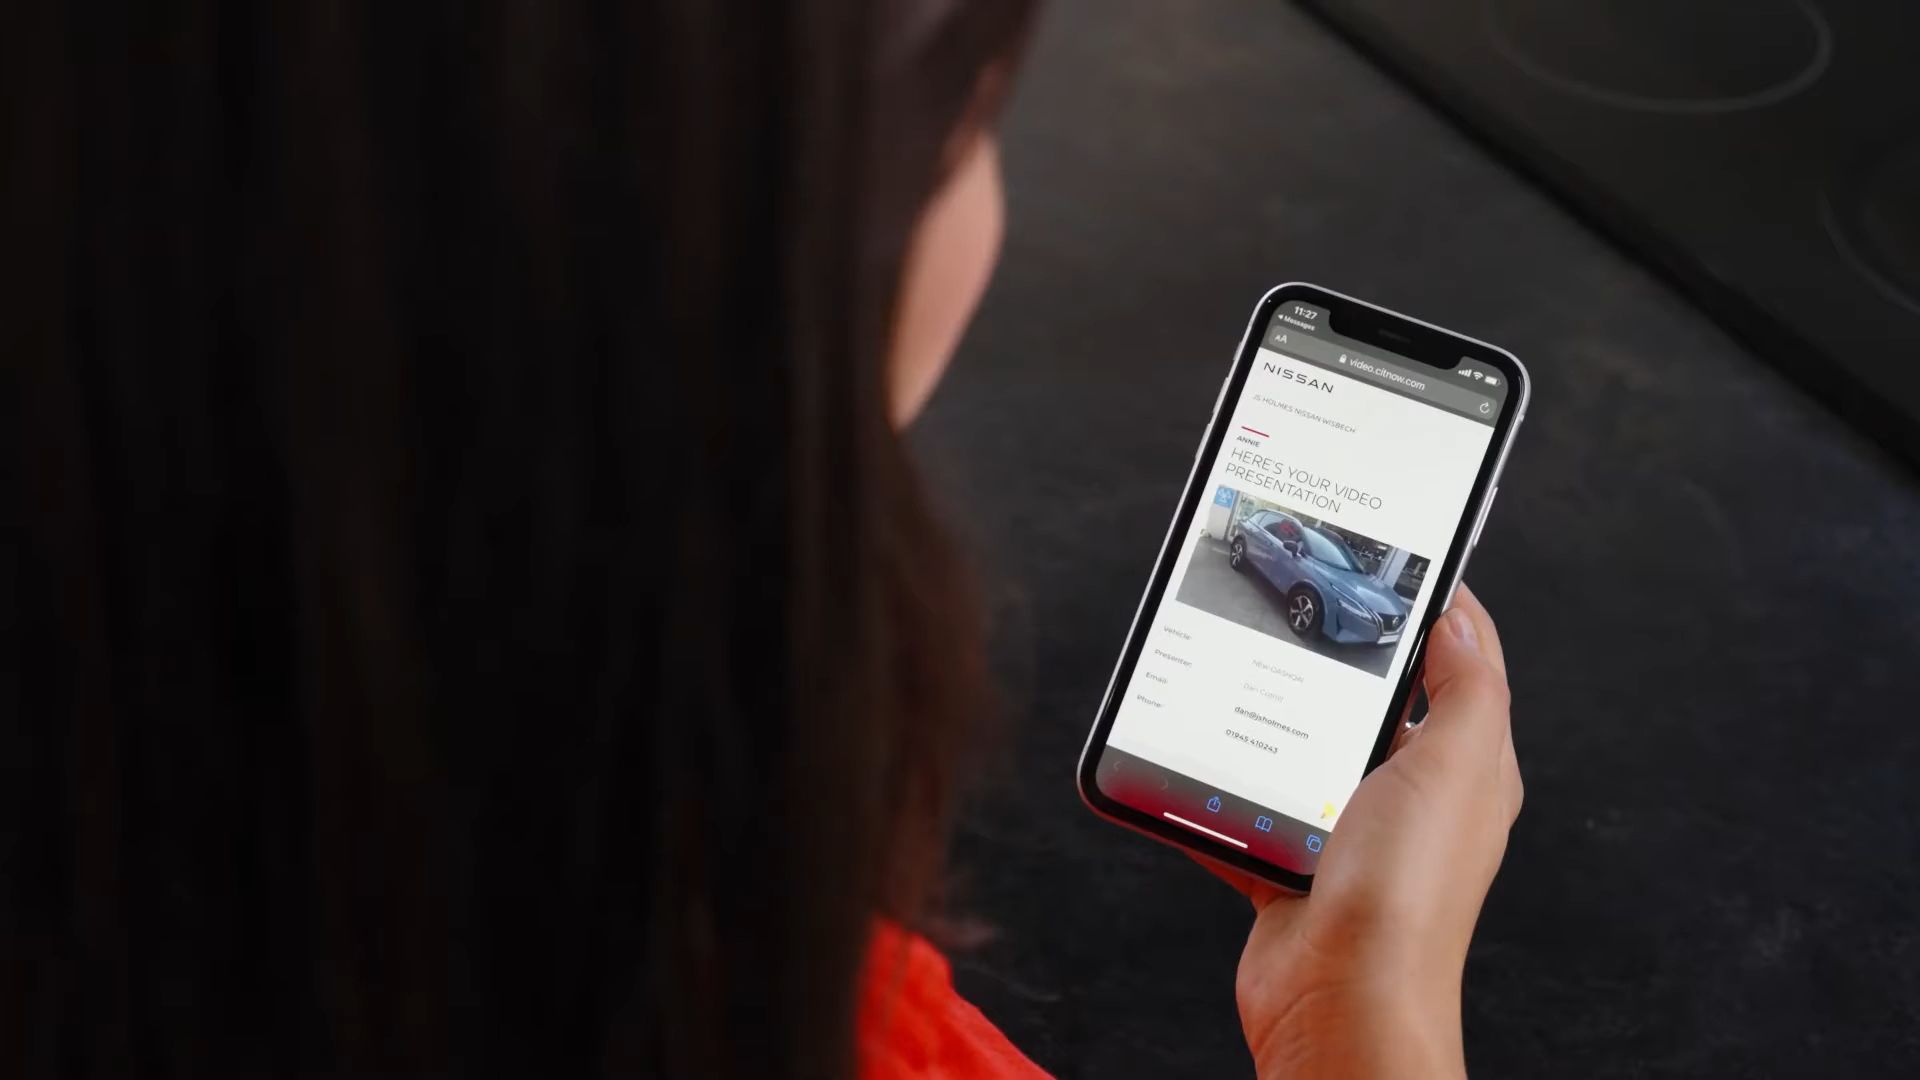 11:27
Messages
AA
video.citnow.com
NISSAN
JS HOLMES NISSAN WISBECH
ANNIE
HERE'S YOUR VIDEO
PRESENTATION
Vehicle: NEW QASHQAI
Presenter: Dan
Email: dan@jsholmes.com
Phone: 01945 410243